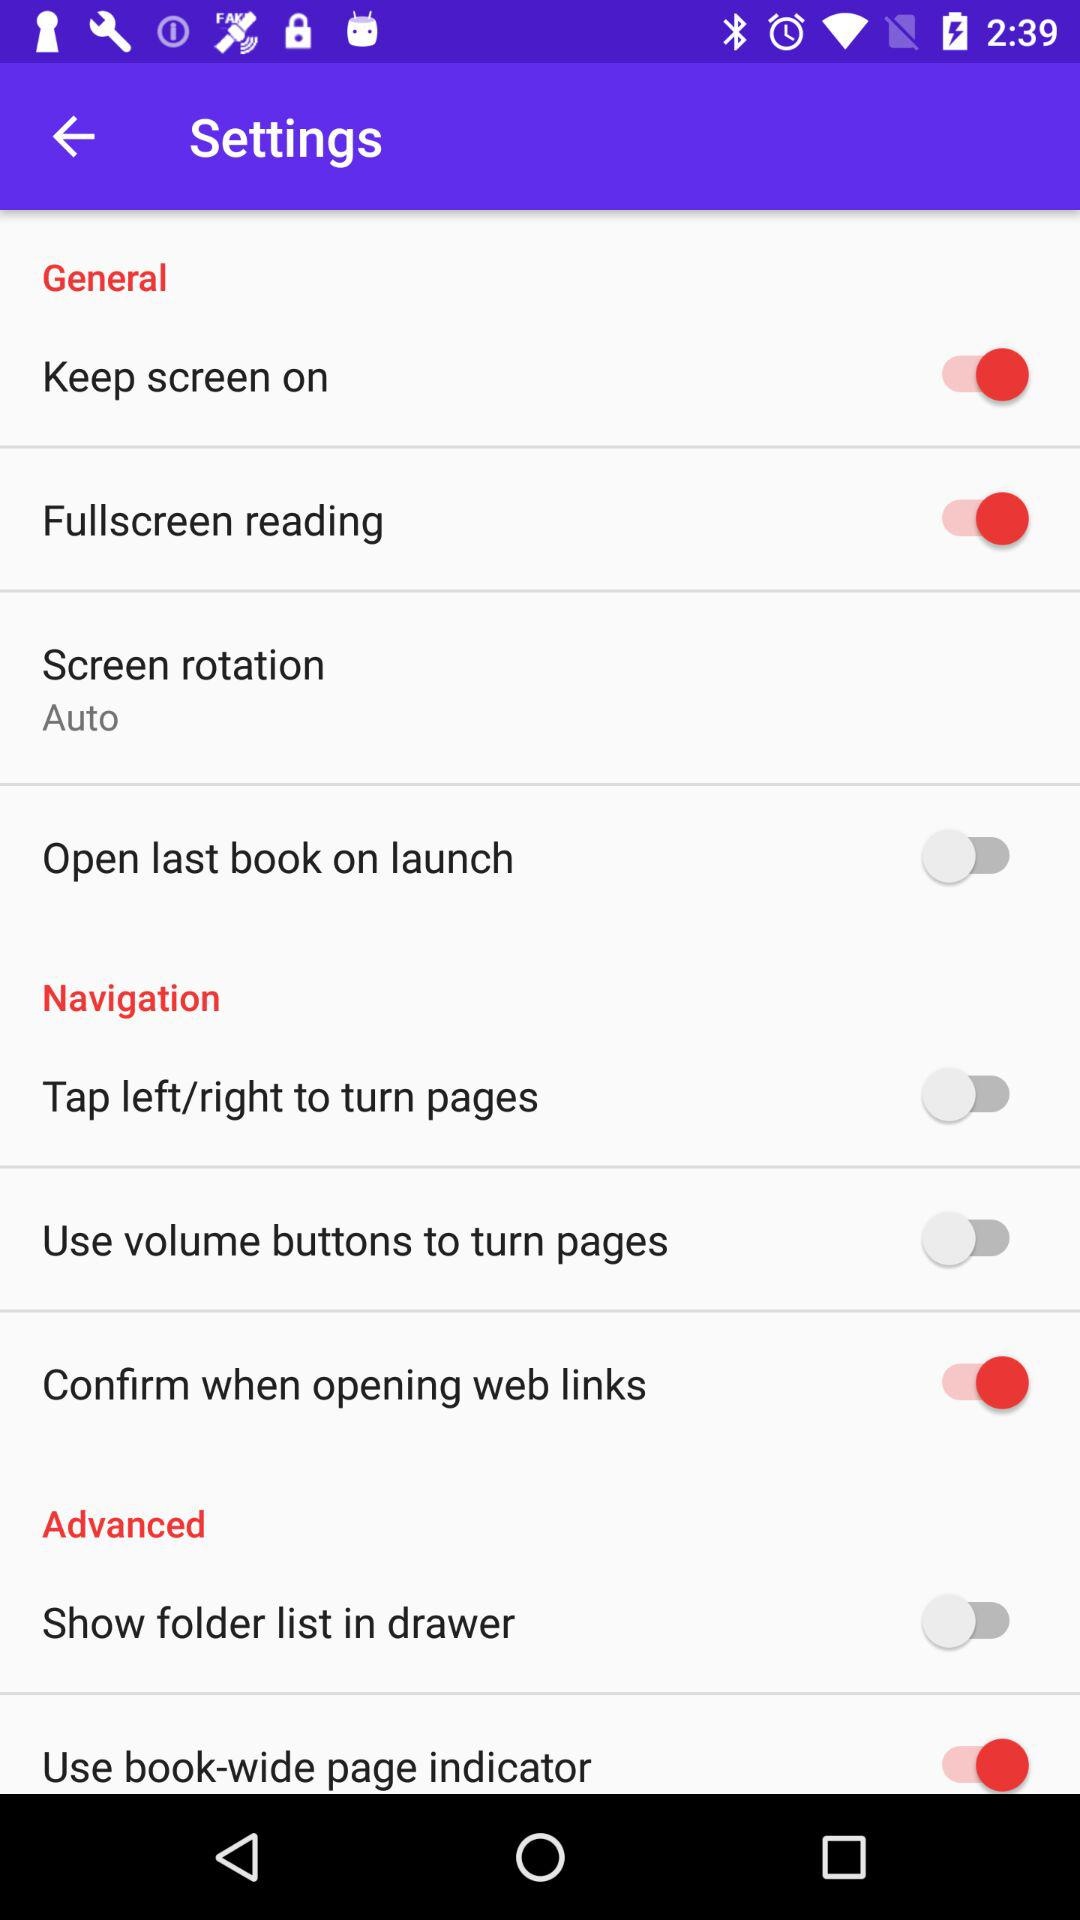 FAKE
2:39
Settings
General
Keep screen on
Fullscreen reading
Screen rotation
Auto
Open last book on launch
Navigation
Tap left/right to turn pages
Use volume buttons to turn pages
Confirm when opening web links
Advanced
Show folder list in drawer
Use book-wide page indicator